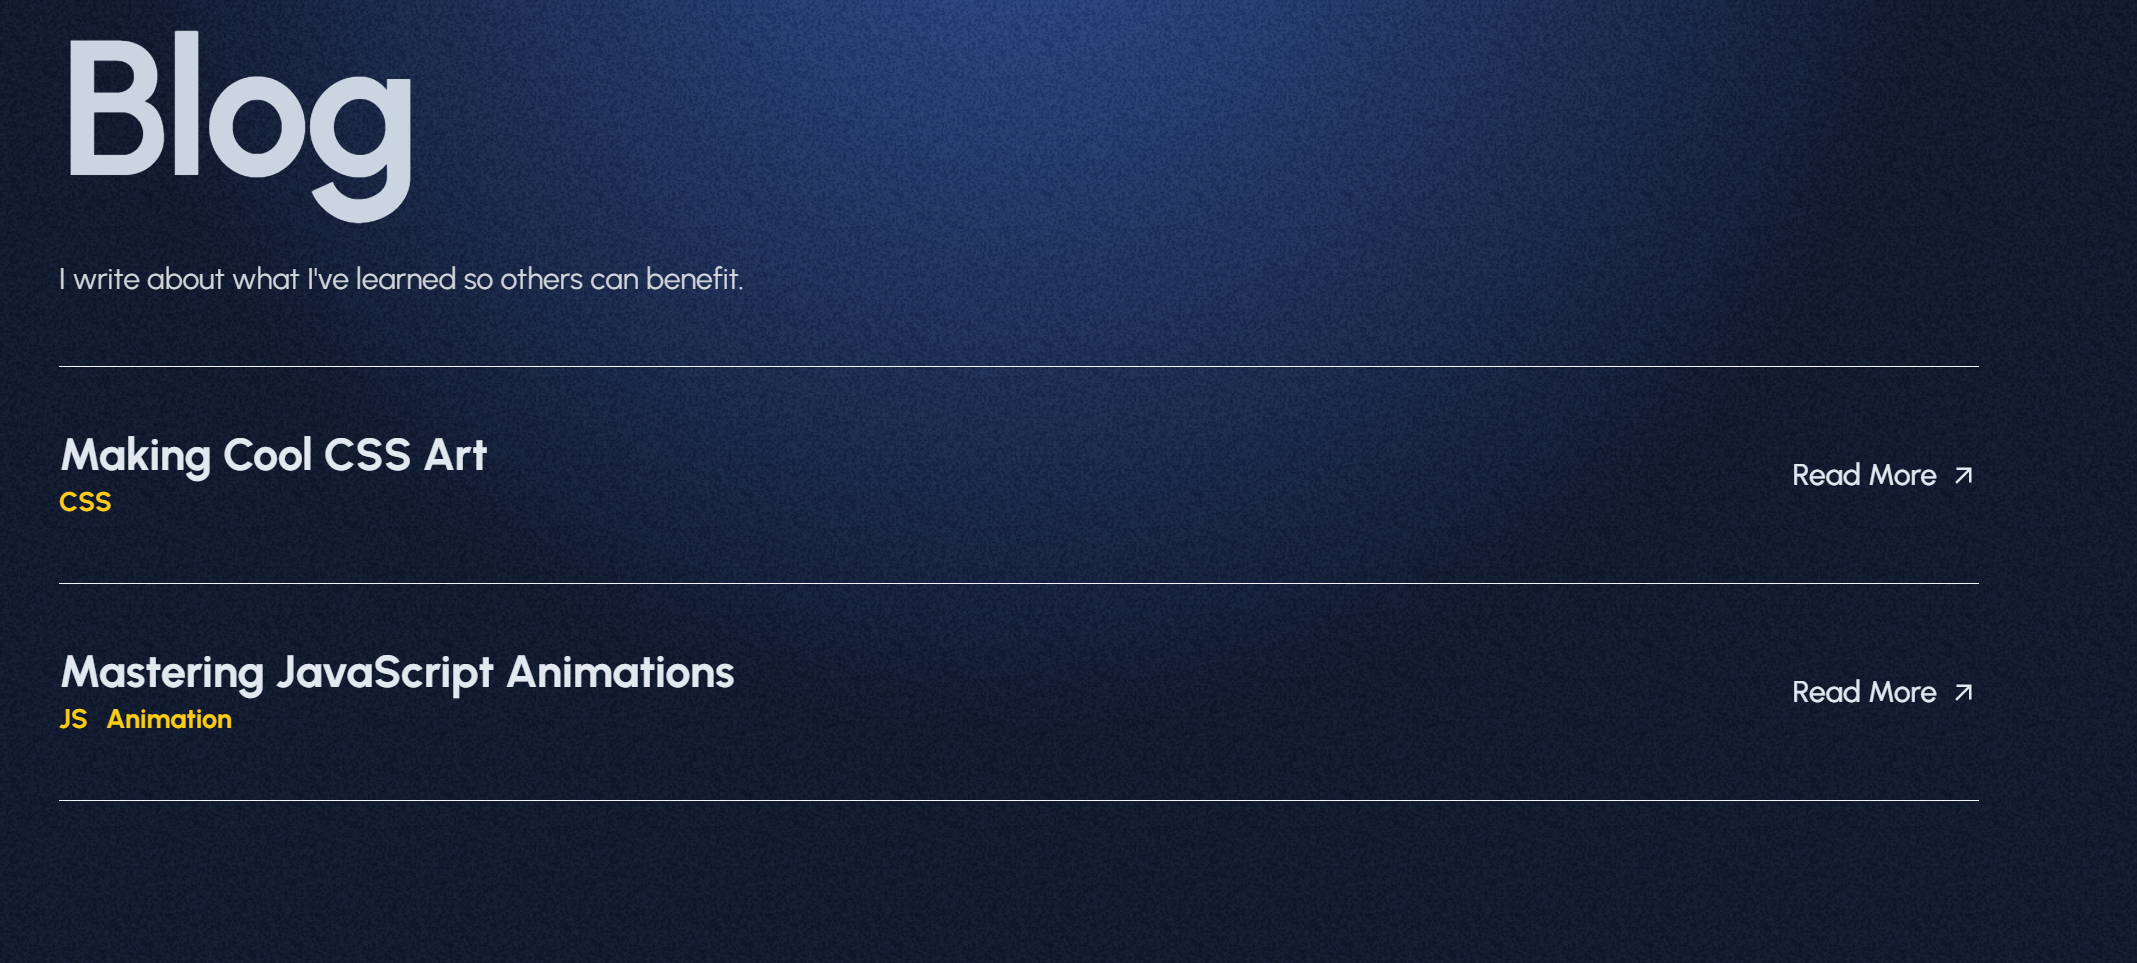 Blog
I write about what I've learned so others can benefit.
Making Cool CSS Art
CSS
Read More
Mastering JavaScript Animations
JS Animation
Read More